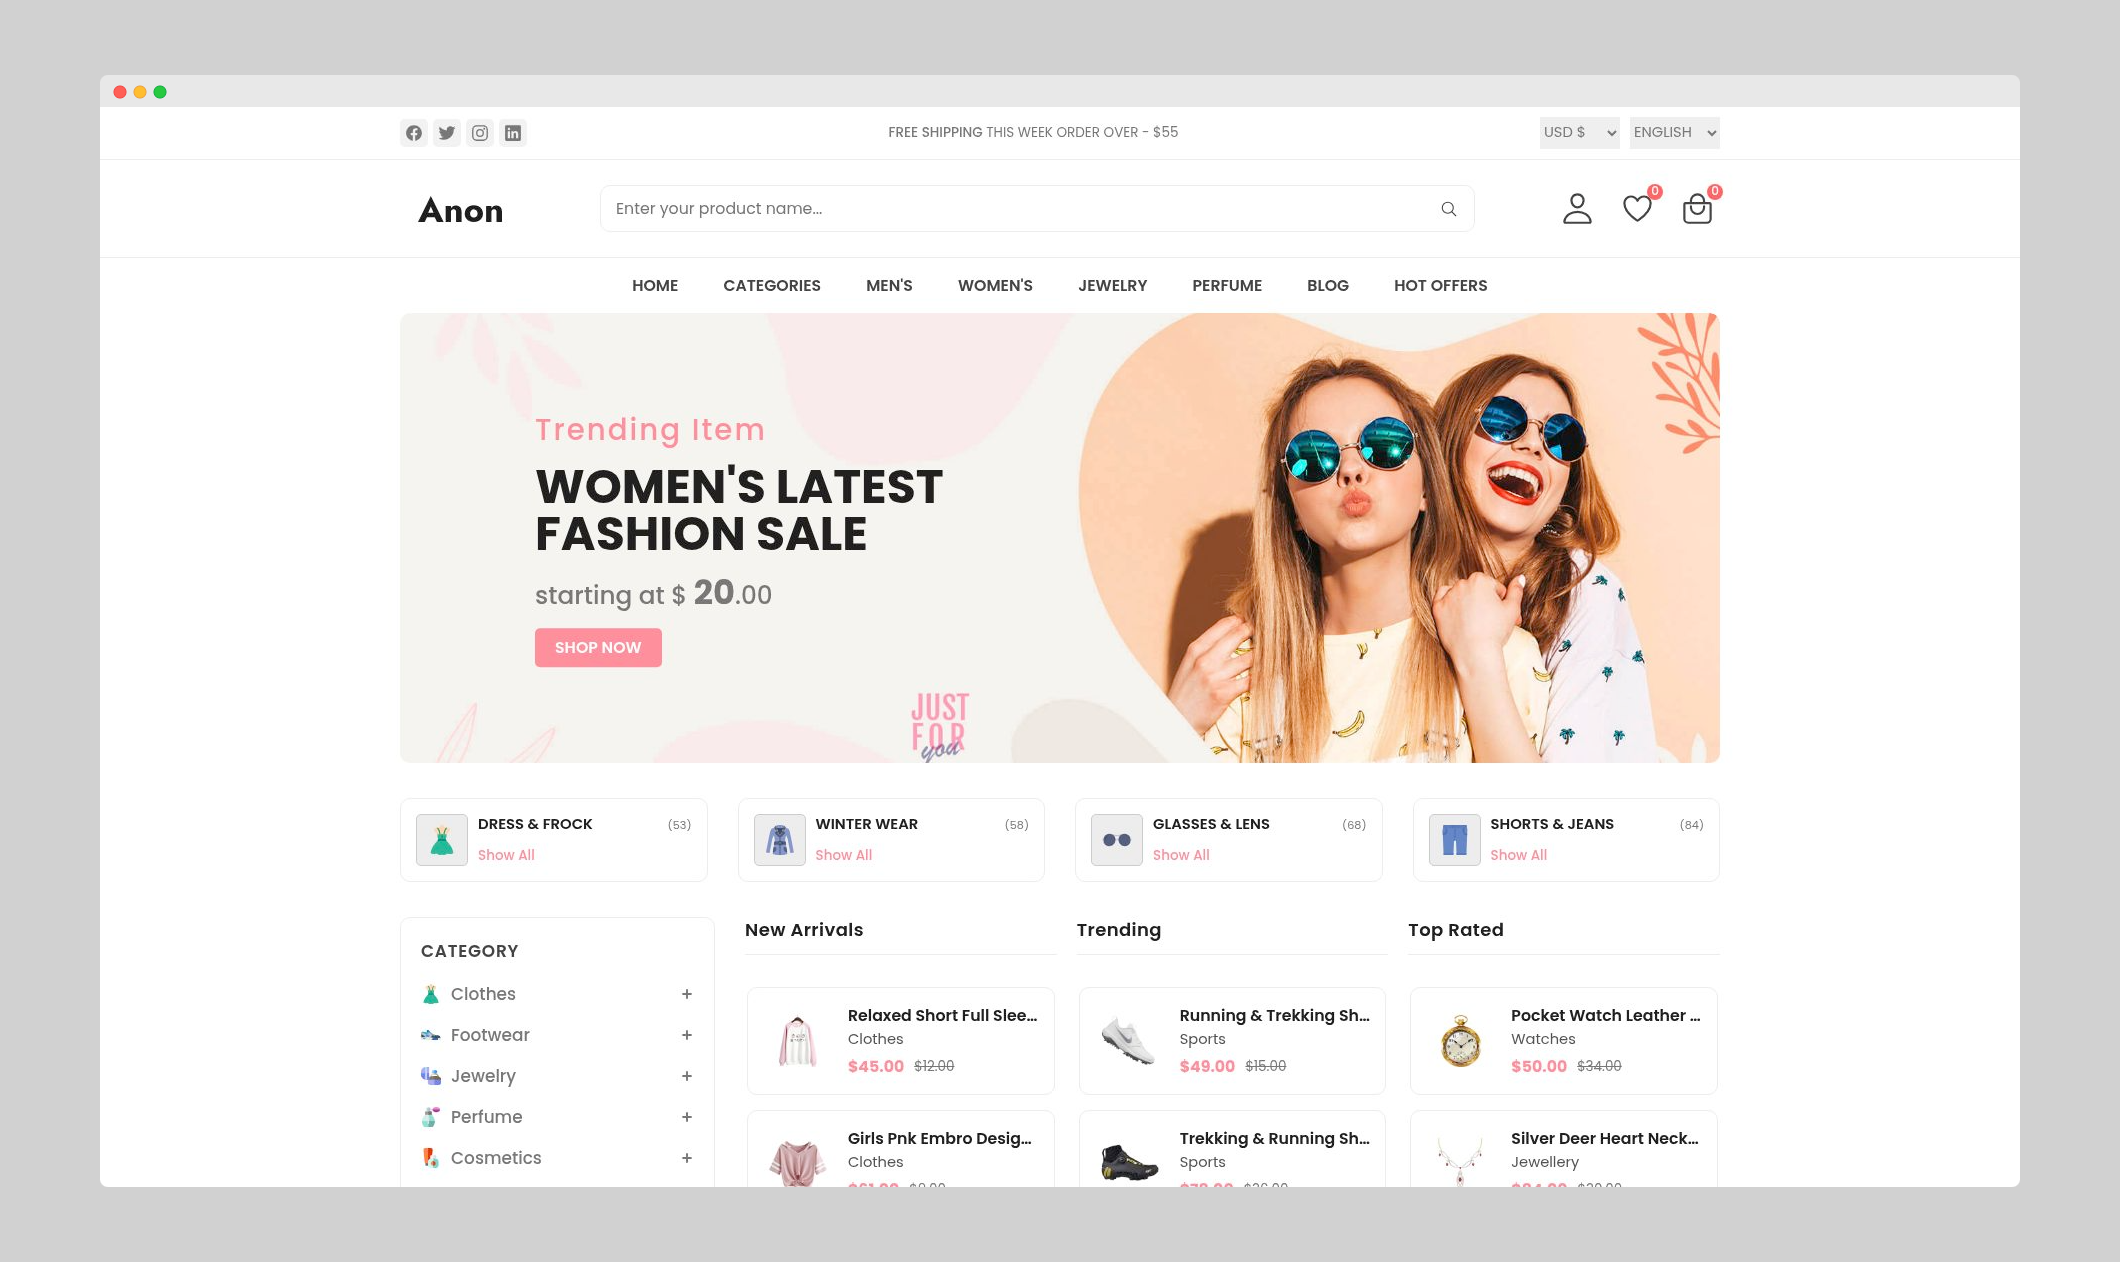 FREE SHIPPING THIS WEEK ORDER OVER - $55
USD $
ENGLISH
Anon
Enter your product name...
0
0
HOME CATEGORIES MEN'S WOMEN'S JEWELRY PERFUME BLOG HOT OFFERS
Trending Item
WOMEN'S LATEST
FASHION SALE
starting at $ 20.00
SHOP NOW
JUST
FOR
you
DRESS & FROCK (53)
Show All
WINTER WEAR (58)
Show All
GLASSES & LENS (68)
Show All
SHORTS & JEANS (84)
Show All
CATEGORY
Clothes +
Footwear +
Jewelry +
Perfume +
Cosmetics +
New Arrivals
Relaxed Short Full Slee...
Clothes
$45.00 $12.00
Girls Pnk Embro Desig...
Clothes
Trending
Running & Trekking Sh...
Sports
$49.00 $15.00
Trekking & Running Sh...
Sports
Top Rated
Pocket Watch Leather ...
Watches
$50.00 $34.00
Silver Deer Heart Neck...
Jewellery